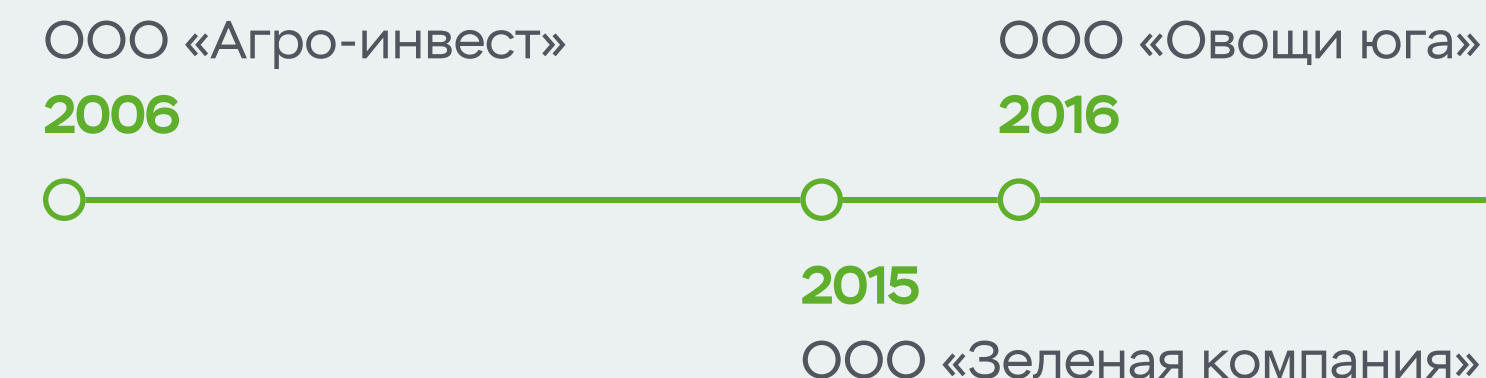 ООО «Агро-инвест»
2006
ООО «Овощи юга»
2016
2015
ООО «Зеленая компания»